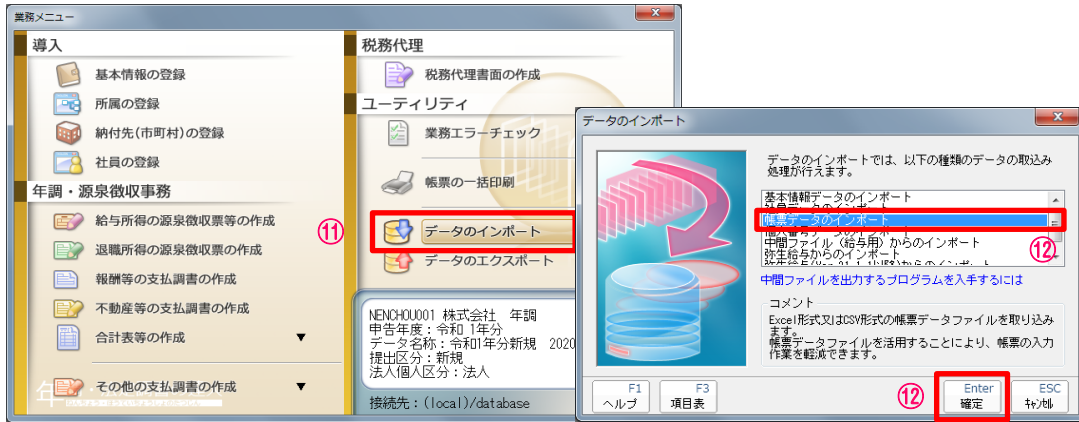 業務メニュー
導入
基本情報の登録
所属の登録
納付先(市町村)の登録
社員の登録
年調・源泉徴収事務
給与所得の源泉徴収票等の作成
退職所得の源泉徴収票の作成
報酬等の支払調書の作成
不動産等の支払調書の作成
合計表等の作成 ▼
その他の支払調書の作成 ▼
税務代理
税務代理書面の作成
ユーティリティ
業務エラーチェック
帳票の一括印刷
⑪
データのインポート
データのエクスポート
NENCHOU001 株式会社 年調
申告年度:令和 1年分
データ名称:令和1年分新規 2020
提出区分:新規
法人個人区分:法人
接続先:(local)/database
データのインポート
データのインポートでは、以下の種類のデータの取込み
処理が行えます。
基本情報データのインポート
帳票データのインポート
中間ファイル(給与用)からのインポート
弥生給与からのインポート
⑫
中間ファイルを出力するプログラムを入手するには
コメント
Excel形式又はCSV形式の帳票データファイルを取り込み
ます。
帳票データファイルを活用することにより、帳票の入力
作業を軽減できます。
F1
ヘルプ
F3
項目表
⑫
Enter
確定
ESC
ｷｬﾝｾﾙ